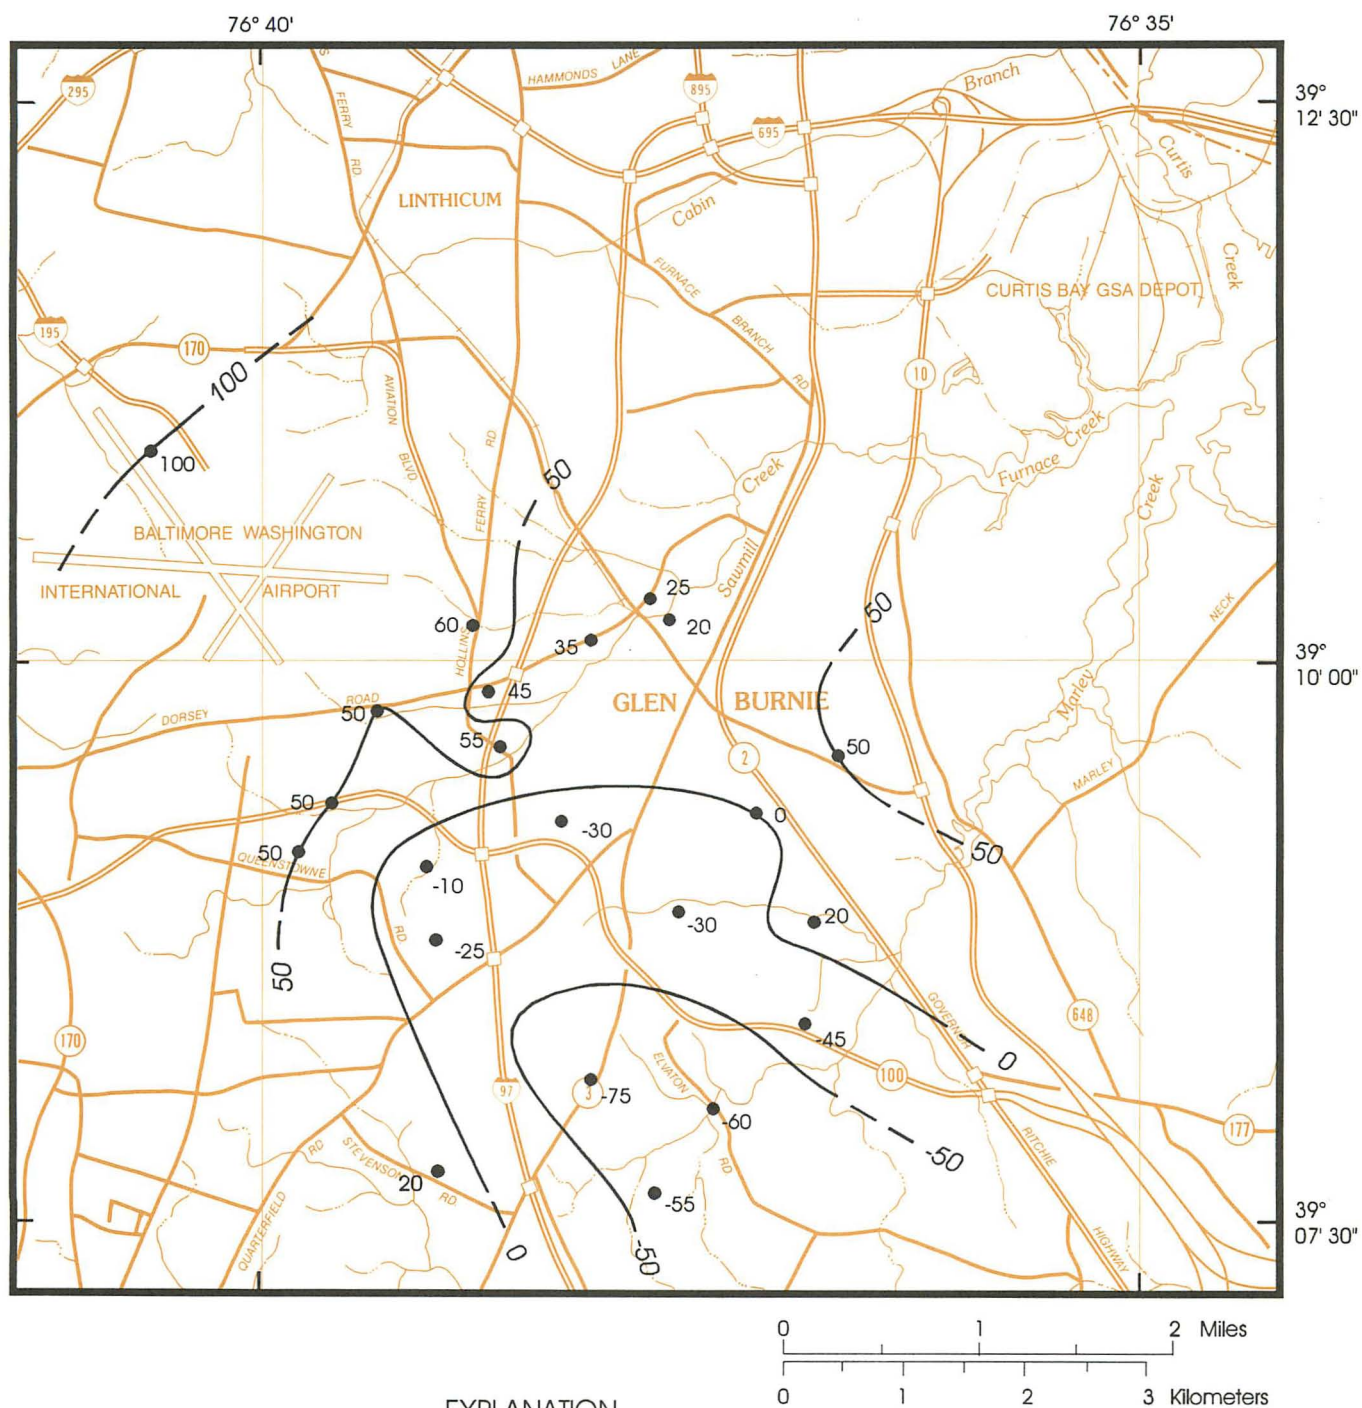 76° 40'
76° 35'
39°
12' 30"
295
HAMMONDS LANE
895
Branch
695
FERRY
RD.
Curtis
LINTHICUM
Cabin
Creek
FURNACE
CURTIS BAY GSA DEPOT
195
170
BRANCH
RD.
100
10
AVIATION
RD
Creek
100
BLVD.
50
Creek
Furnace
Creek
FERRY
BALTIMORE WASHINGTON
Sawmill
INTERNATIONAL
AIRPORT
25
50
NECK
60
20
35
HOLLINS
39°
10' 00"
45
ROAD
GLEN
BURNIE
Marley
DORSEY
50
55
50
2
MARLEY
50
0
-30
50
QUEENSTOWNE
50
-10
20
-30
RD.
-25
50
GOVERNOR
648
170
-45
0
ELVATON
100
97
3
-75
-60
177
RD
STEVENSON
-50
RITCHIE
20
RD
RD.
-55
39°
07' 30"
QUARTERFIELD
0
-50
HIGHWAY
0
1
2 Miles
0
1
2
3 Kilometers
EXPLANATION